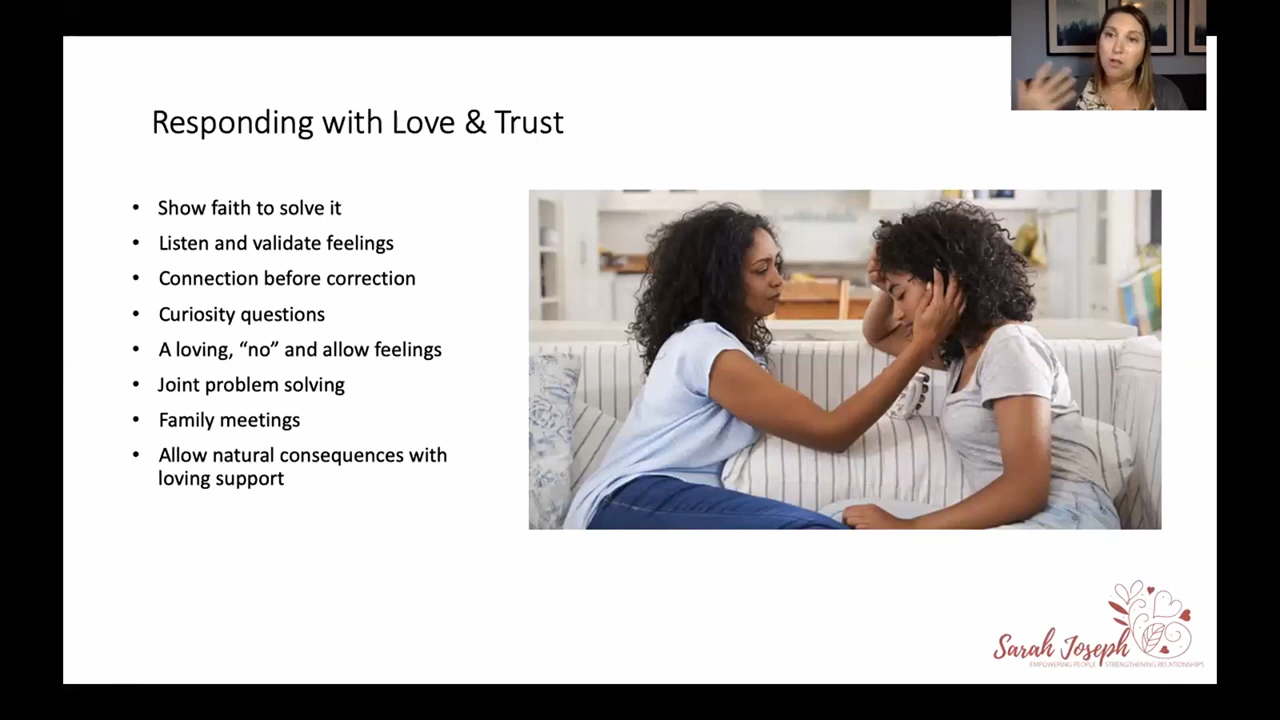 Responding with Love & Trust
• Show faith to solve it
• Listen and validate feelings
• Connection before correction
• Curiosity questions
• A loving, “no” and allow feelings
• Joint problem solving
• Family meetings
• Allow natural consequences with
loving support
Sarah Joseph
EMPOWERING PEOPLE STRENGTHENING RELATIONSHIPS